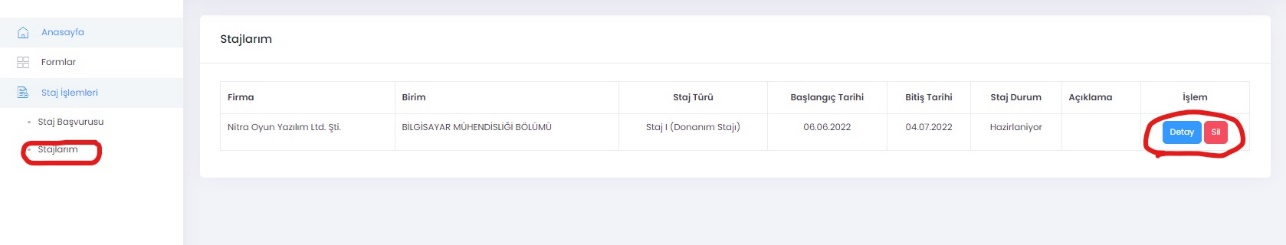 Anasayfa
Formlar
Staj İşlemleri
- Staj Başvurusu
- Stajlarım
Stajlarım
Firma Birim Staj Türü Başlangıç Tarihi Bitiş Tarihi Staj Durum Açıklama İşlem
Nitra Oyun Yazılım Ltd. Şti. BİLGİSAYAR MÜHENDİSLİĞİ BÖLÜMÜ Staj I (Donanım Stajı) 06.06.2022 04.07.2022 Hazirlaniyor Detay Sil